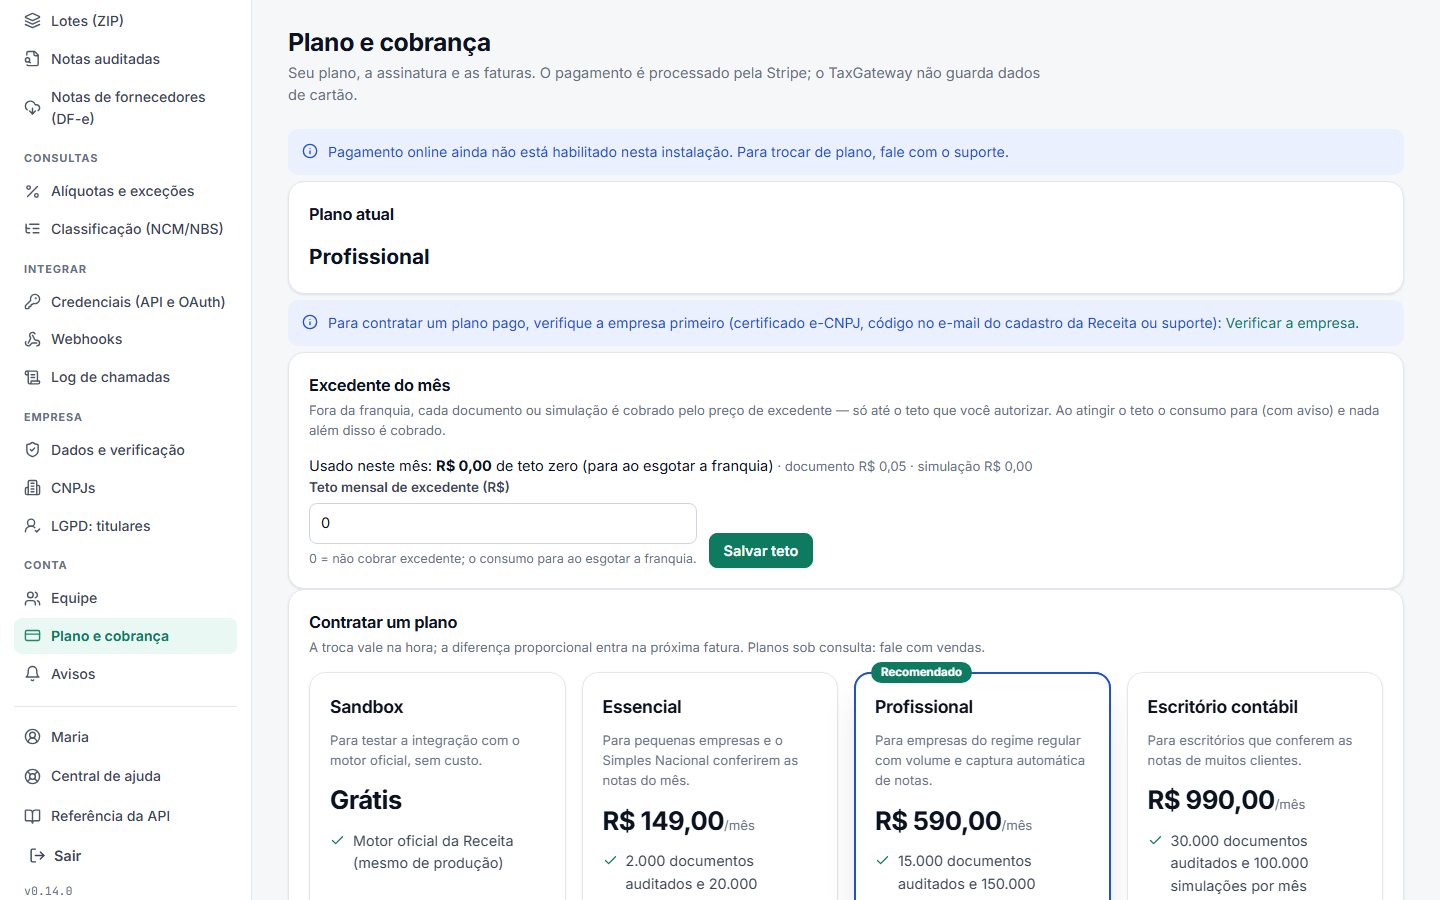 Lotes (ZIP)
Notas auditadas
Notas de fornecedores
(DF-e)
CONSULTAS
Alíquotas e exceções
Classificação (NCM/NBS)
INTEGRAR
Credenciais (API e OAuth)
Webhooks
Log de chamadas
EMPRESA
Dados e verificação
CNPJs
LGPD: titulares
CONTA
Equipe
Plano e cobrança
Avisos
Maria
Central de ajuda
Referência da API
Sair
v0.14.0
Plano e cobrança
Seu plano, a assinatura e as faturas. O pagamento é processado pela Stripe; o TaxGateway não guarda dados
de cartão.
Pagamento online ainda não está habilitado nesta instalação. Para trocar de plano, fale com o suporte.
Plano atual
Profissional
Para contratar um plano pago, verifique a empresa primeiro (certificado e-CNPJ, código no e-mail do cadastro da Receita ou suporte): Verificar a empresa.
Excedente do mês
Fora da franquia, cada documento ou simulação é cobrado pelo preço de excedente — só até o teto que você autorizar. Ao atingir o teto o consumo para (com aviso) e nada
além disso é cobrado.
Usado neste mês: R$ 0,00 de teto zero (para ao esgotar a franquia) · documento R$ 0,05 · simulação R$ 0,00
Teto mensal de excedente (R$)
0
Salvar teto
0 = não cobrar excedente; o consumo para ao esgotar a franquia.
Contratar um plano
A troca vale na hora; a diferença proporcional entra na próxima fatura. Planos sob consulta: fale com vendas.
Sandbox
Para testar a integração com o
motor oficial, sem custo.
Grátis
Motor oficial da Receita
(mesmo de produção)
Essencial
Para pequenas empresas e o
Simples Nacional conferirem as
notas do mês.
R$ 149,00/mês
2.000 documentos
auditados e 20.000
Recomendado
Profissional
Para empresas do regime regular
com volume e captura automática
de notas.
R$ 590,00/mês
15.000 documentos
auditados e 150.000
Escritório contábil
Para escritórios que conferem as
notas de muitos clientes.
R$ 990,00/mês
30.000 documentos
auditados e 100.000
simulações por mês